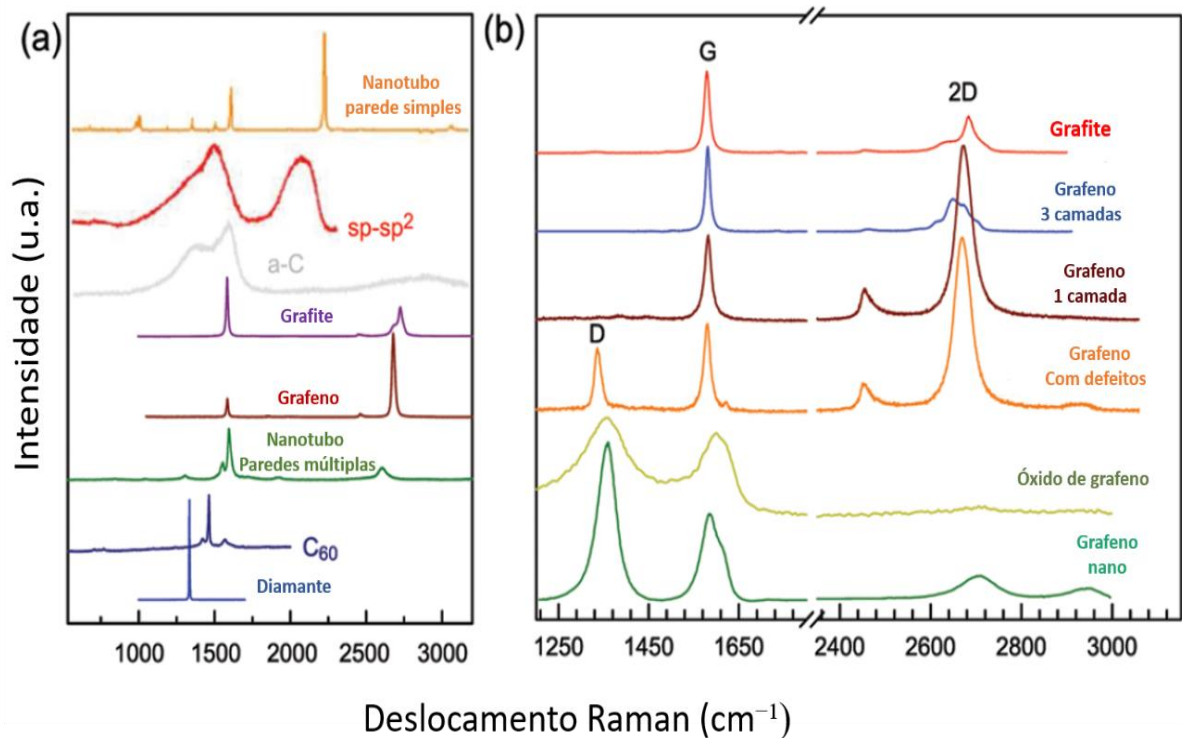 (a)
Nanotubo
parede simples
sp-sp²
a-C
Grafite
Grafeno
Nanotubo
Paredes múltiplas
C₆₀
Diamante
1000 1500 2000 2500 3000
Intensidade (u.a.)
(b)
G
2D
D
Grafite
Grafeno
3 camadas
Grafeno
1 camada
Grafeno
Com defeitos
Óxido de grafeno
Grafeno
nano
1250 1450 1650 2400 2600 2800 3000
Deslocamento Raman (cm⁻¹)